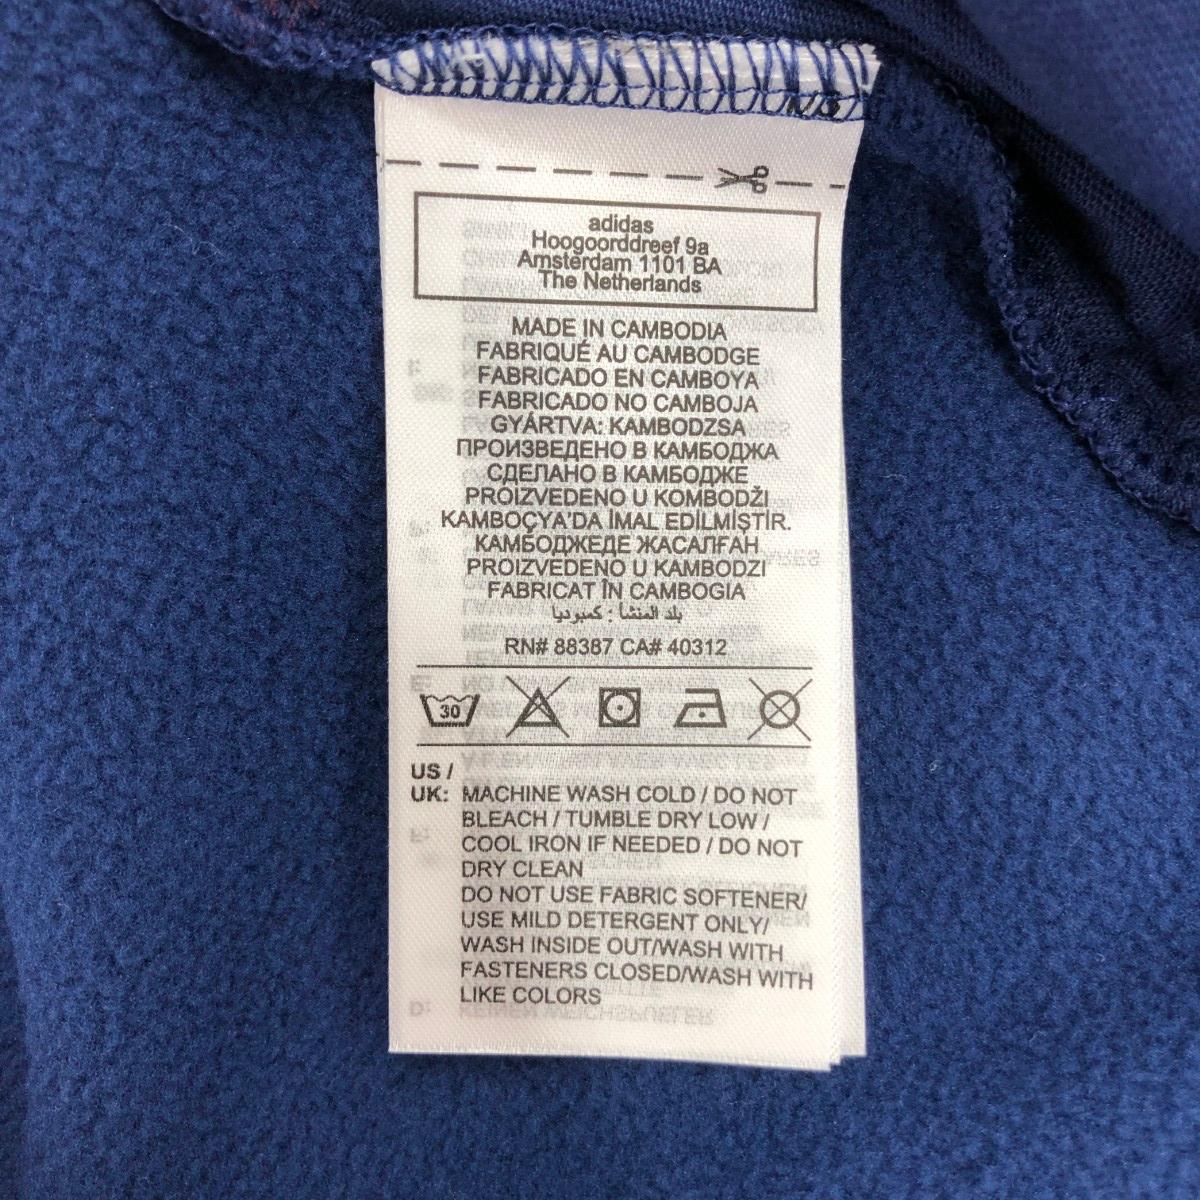 adidas
Hoogoorddreef 9a
Amsterdam 1101 BA
The Netherlands
MADE IN CAMBODIA
FABRIQUÉ AU CAMBODGE
FABRICADO EN CAMBOYA
FABRICADO NO CAMBOJA
GYÁRTVA: KAMBODZSA
ПРОИЗВЕДЕНО В КАМБОДЖА
СДЕЛАНО В КАМБОДЖЕ
PROIZVEDENO U KOMBODŽI
KAMBOÇYA'DA İMAL EDİLMİŞTİR.
КАМБОДЖЕДЕ ЖАСАЛҒАН
PROIZVEDENO U KAMBODZI
FABRICAT ÎN CAMBOGIA
بلد المنشأ : كمبوديا
RN# 88387 CA# 40312
30
US /
UK: MACHINE WASH COLD / DO NOT
BLEACH / TUMBLE DRY LOW /
COOL IRON IF NEEDED / DO NOT
DRY CLEAN
DO NOT USE FABRIC SOFTENER/
USE MILD DETERGENT ONLY/
WASH INSIDE OUT/WASH WITH
FASTENERS CLOSED/WASH WITH
LIKE COLORS